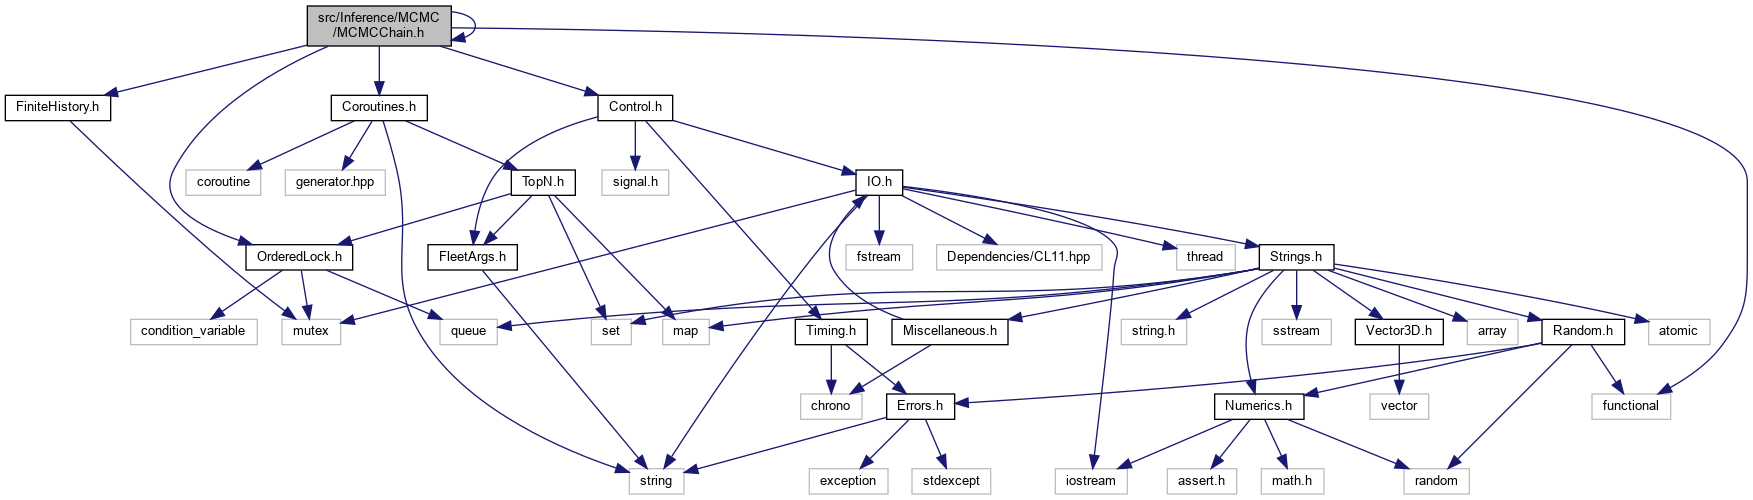 src/Inference/MCMC
/MCMCChain.h
FiniteHistory.h
Coroutines.h
Control.h
coroutine
generator.hpp
TopN.h
signal.h
IO.h
OrderedLock.h
FleetArgs.h
fstream
Dependencies/CL11.hpp
thread
Strings.h
condition_variable
mutex
queue
set
map
Timing.h
Miscellaneous.h
string.h
sstream
Vector3D.h
array
Random.h
atomic
chrono
Errors.h
Numerics.h
vector
functional
string
exception
stdexcept
iostream
assert.h
math.h
random